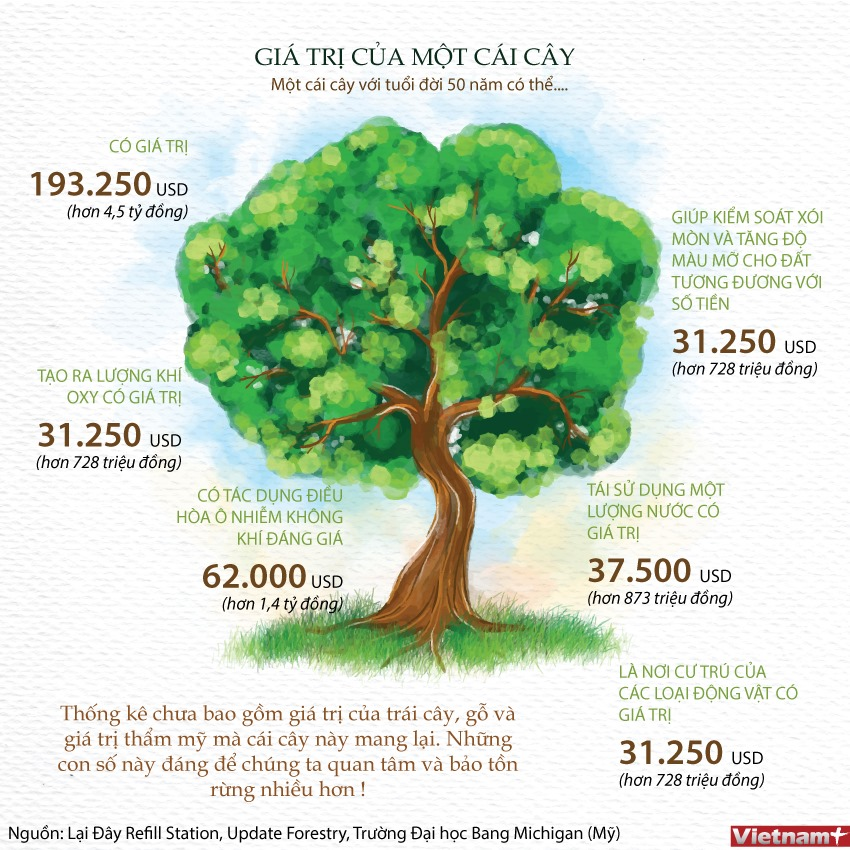 GIÁ TRỊ CỦA MỘT CÁI CÂY
Một cái cây với tuổi đời 50 năm có thể....
CÓ GIÁ TRỊ
193.250 USD
(hơn 4,5 tỷ đồng)
GIÚP KIỂM SOÁT XÓI
MÒN VÀ TĂNG ĐỘ
MÀU MỠ CHO ĐẤT
TƯƠNG ĐƯƠNG VỚI
SỐ TIỀN
31.250 USD
(hơn 728 triệu đồng)
TẠO RA LƯỢNG KHÍ
OXY CÓ GIÁ TRỊ
31.250 USD
(hơn 728 triệu đồng)
CÓ TÁC DỤNG ĐIỀU
HÒA Ô NHIỄM KHÔNG
KHÍ ĐÁNG GIÁ
62.000 USD
(hơn 1,4 tỷ đồng)
TÁI SỬ DỤNG MỘT
LƯỢNG NƯỚC CÓ
GIÁ TRỊ
37.500 USD
(hơn 873 triệu đồng)
LÀ NƠI CƯ TRÚ CỦA
CÁC LOẠI ĐỘNG VẬT CÓ
GIÁ TRỊ
31.250 USD
(hơn 728 triệu đồng)
Thống kê chưa bao gồm giá trị của trái cây, gỗ và
giá trị thẩm mỹ mà cái cây này mang lại. Những
con số này đáng để chúng ta quan tâm và bảo tồn
rừng nhiều hơn !
Nguồn: Lại Đây Refill Station, Update Forestry, Trường Đại học Bang Michigan (Mỹ)
Vietnam+